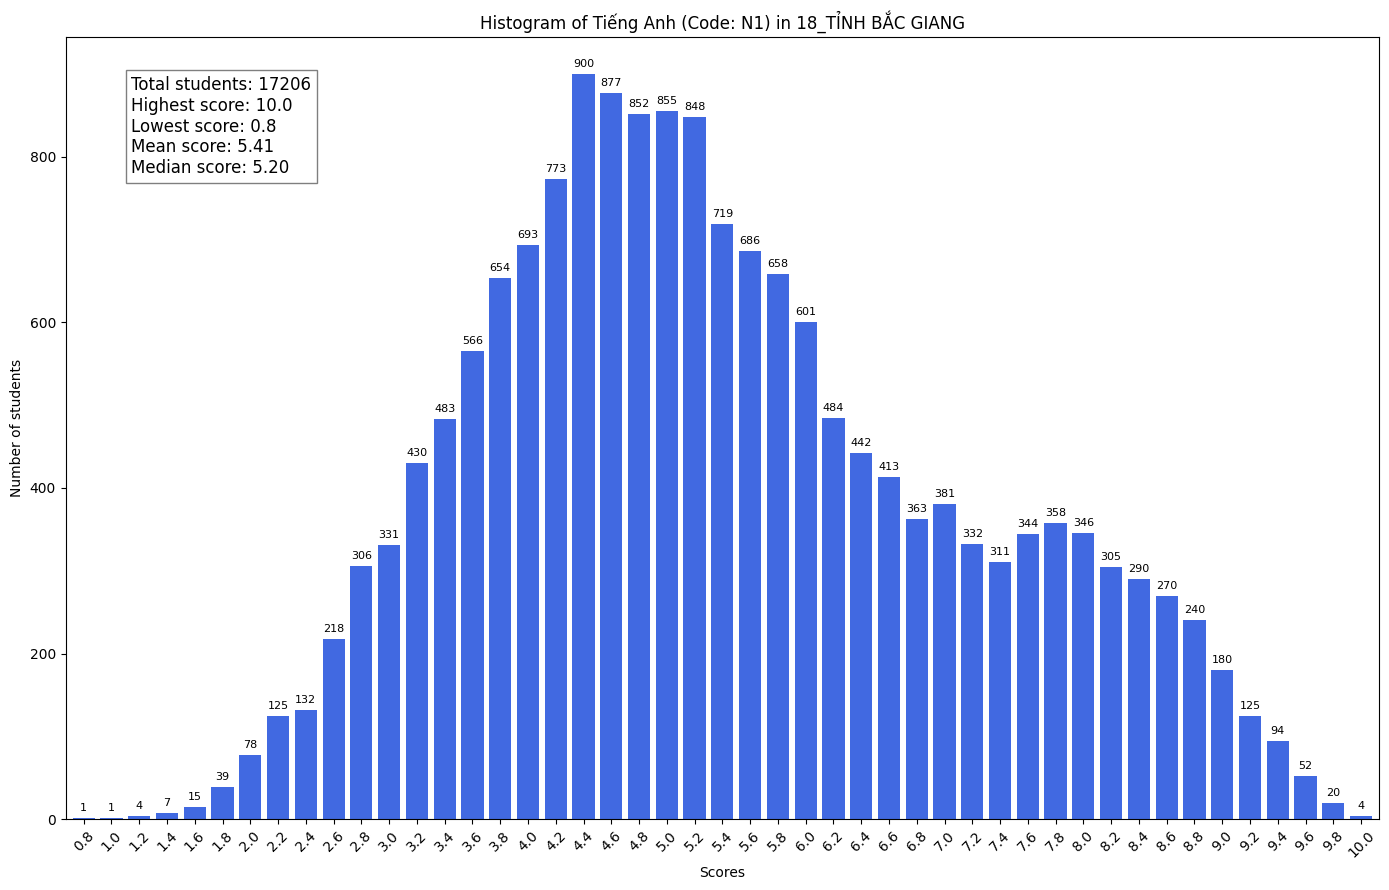 Histogram of Tiếng Anh (Code: N1) in 18_TỈNH BẮC GIANG
Total students: 17206
Highest score: 10.0
Lowest score: 0.8
Mean score: 5.41
Median score: 5.20
Number of students
800
600
400
200
0
1 1 4 7 15 39 78 125 132 218 306 331 430 483 566 654 693 773 900 877 852 855 848 719 686 658 601 484 442 413 363 381 332 311 344 358 346 305 290 270 240 180 125 94 52 20 4
0.8 1.0 1.2 1.4 1.6 1.8 2.0 2.2 2.4 2.6 2.8 3.0 3.2 3.4 3.6 3.8 4.0 4.2 4.4 4.6 4.8 5.0 5.2 5.4 5.6 5.8 6.0 6.2 6.4 6.6 6.8 7.0 7.2 7.4 7.6 7.8 8.0 8.2 8.4 8.6 8.8 9.0 9.2 9.4 9.6 9.8 10.0
Scores